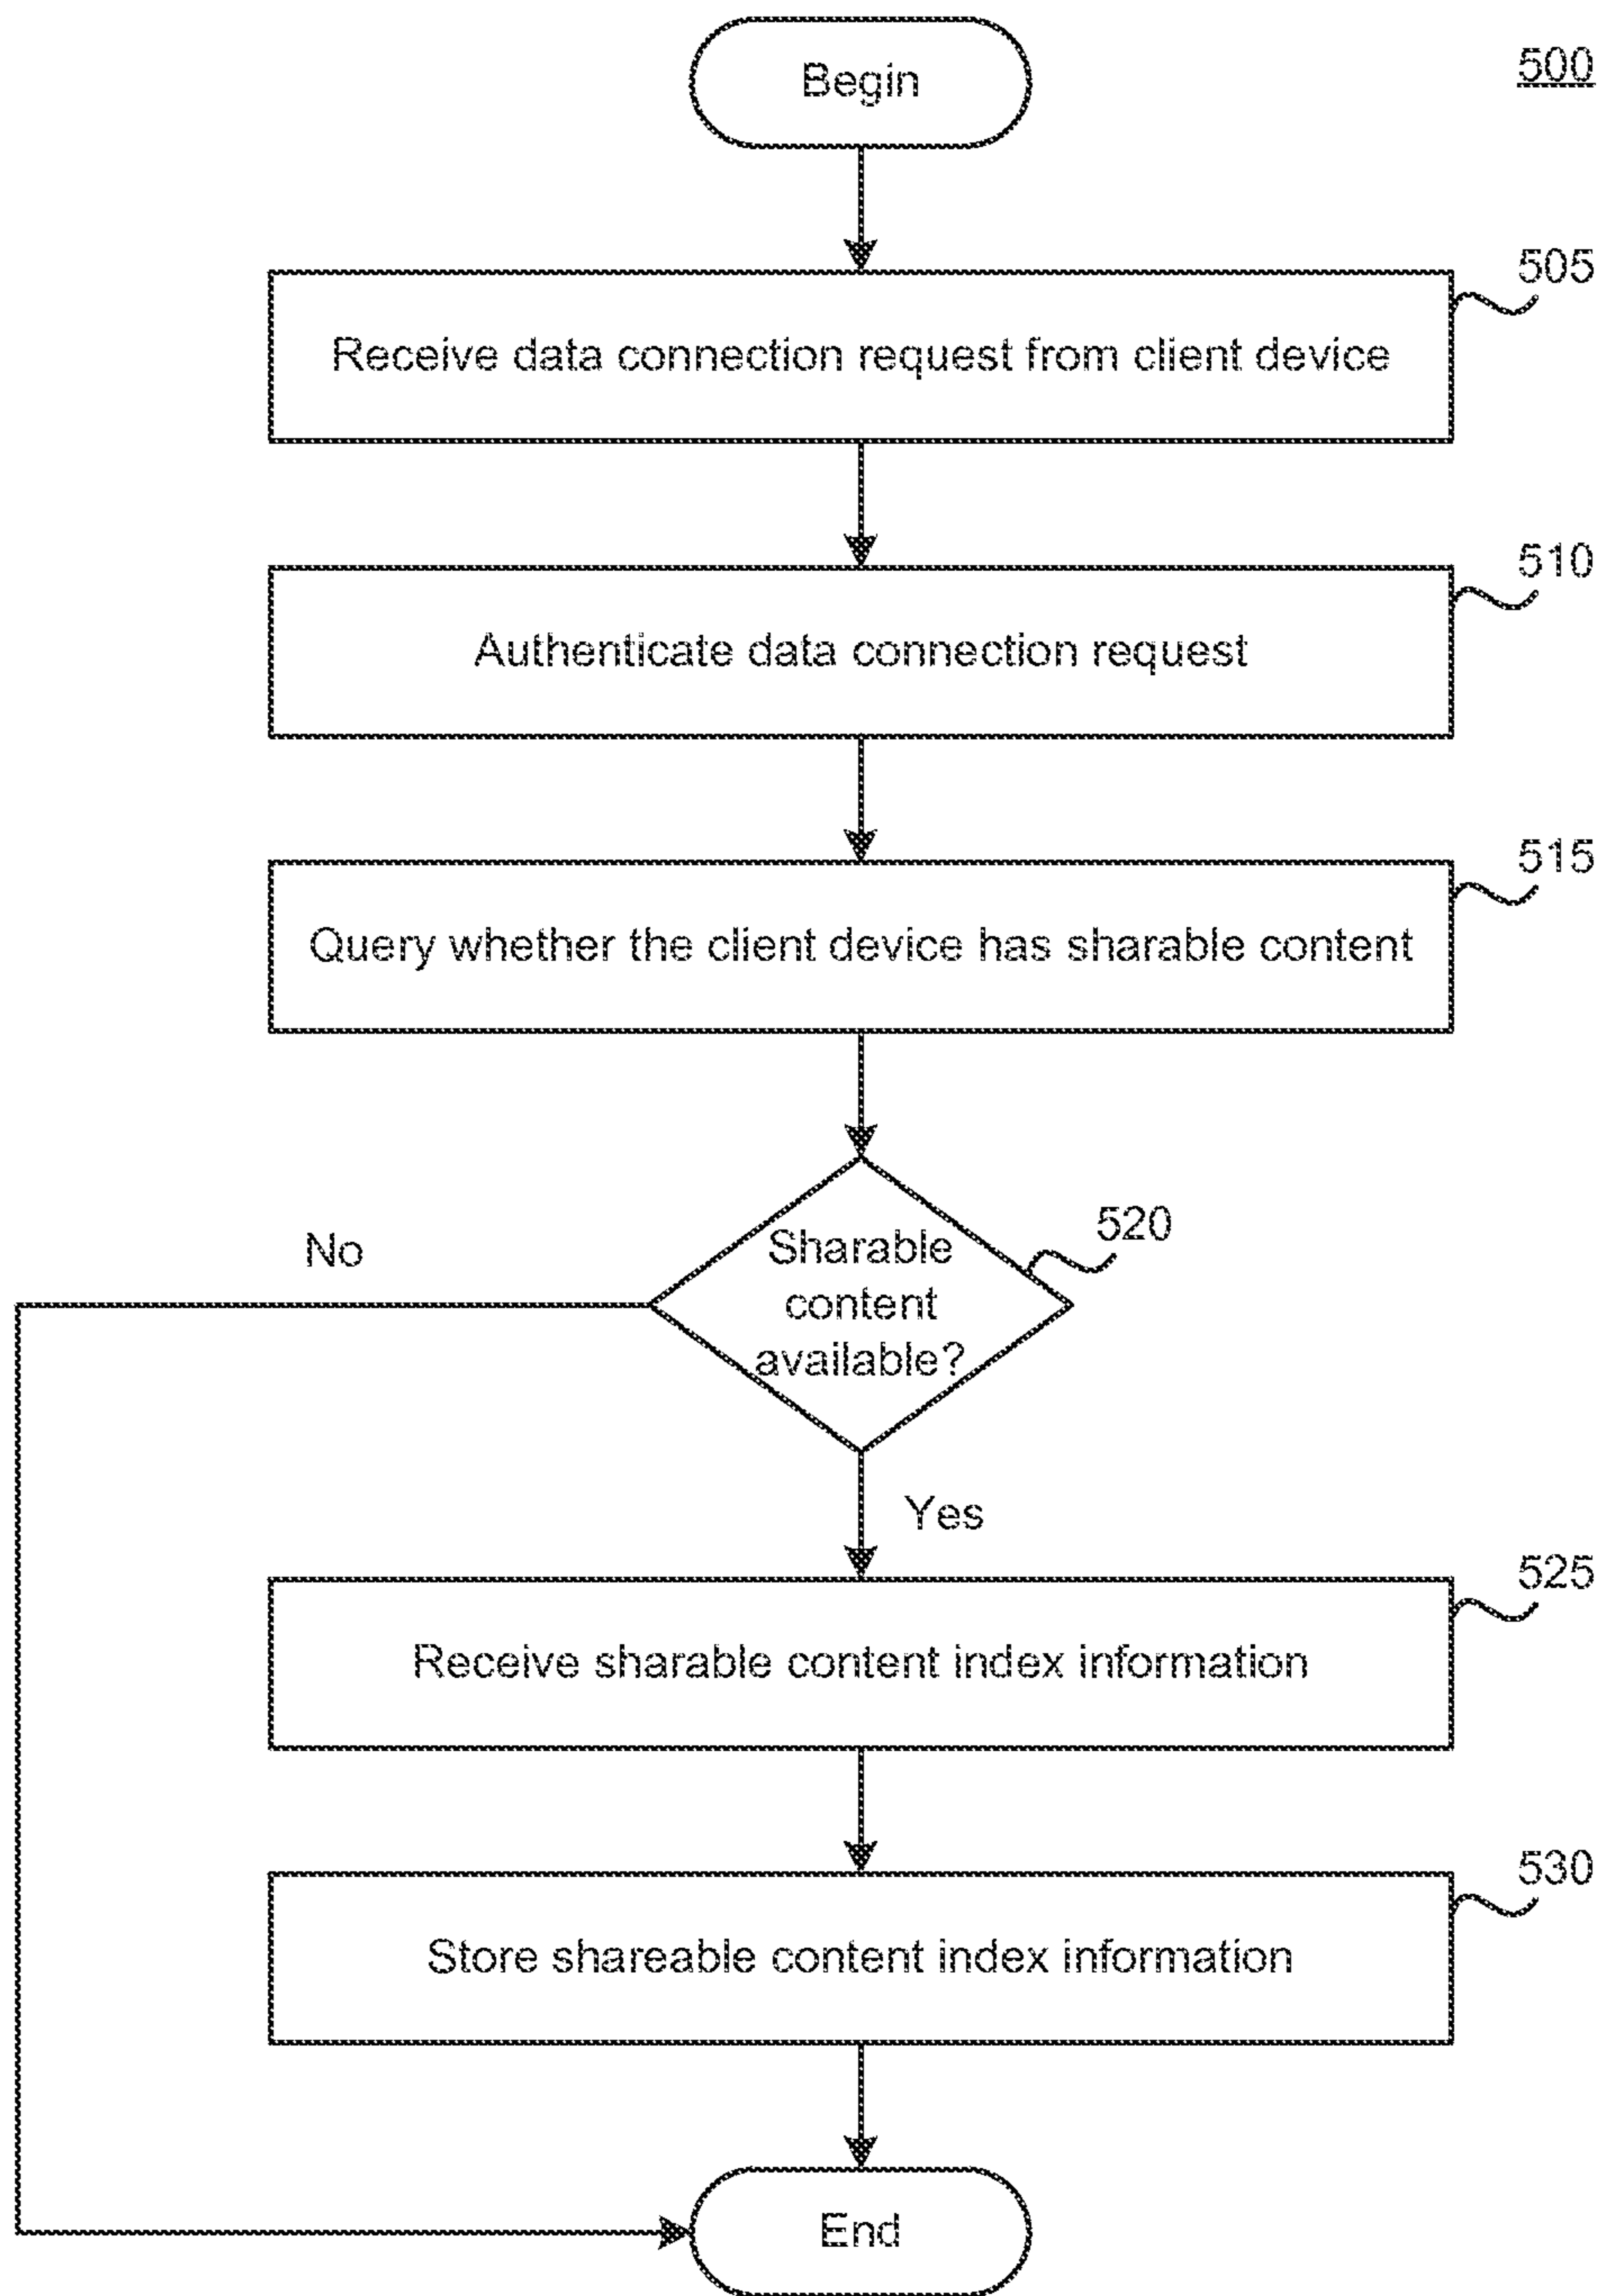 Begin
500
505
Receive data connection request from client device
510
Authenticate data connection request
515
Query whether the client device has sharable content
520
No
Sharable
content
available?
Yes
525
Receive sharable content index information
530
Store shareable content index information
End